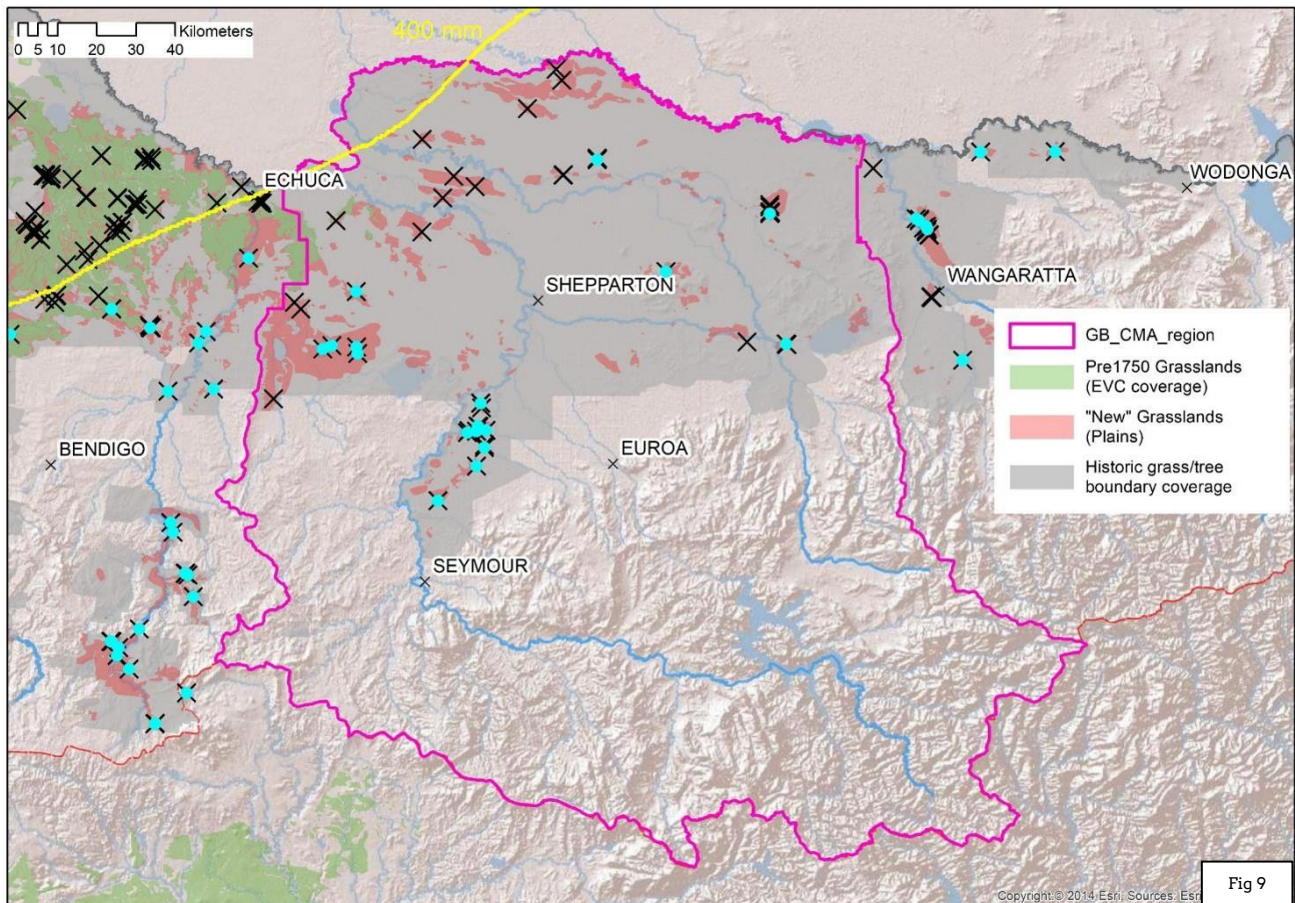 Kilometers
0 5 10 20 30 40
400 mm
ECHUCA
WODONGA
WANGARATTA
SHEPPARTON
GB_CMA_region
Pre1750 Grasslands
(EVC coverage)
"New" Grasslands
(Plains)
Historic grass/tree
boundary coverage
BENDIGO
EUROA
SEYMOUR
Copyright:© 2014 Esri, Sources: Esri
Fig 9